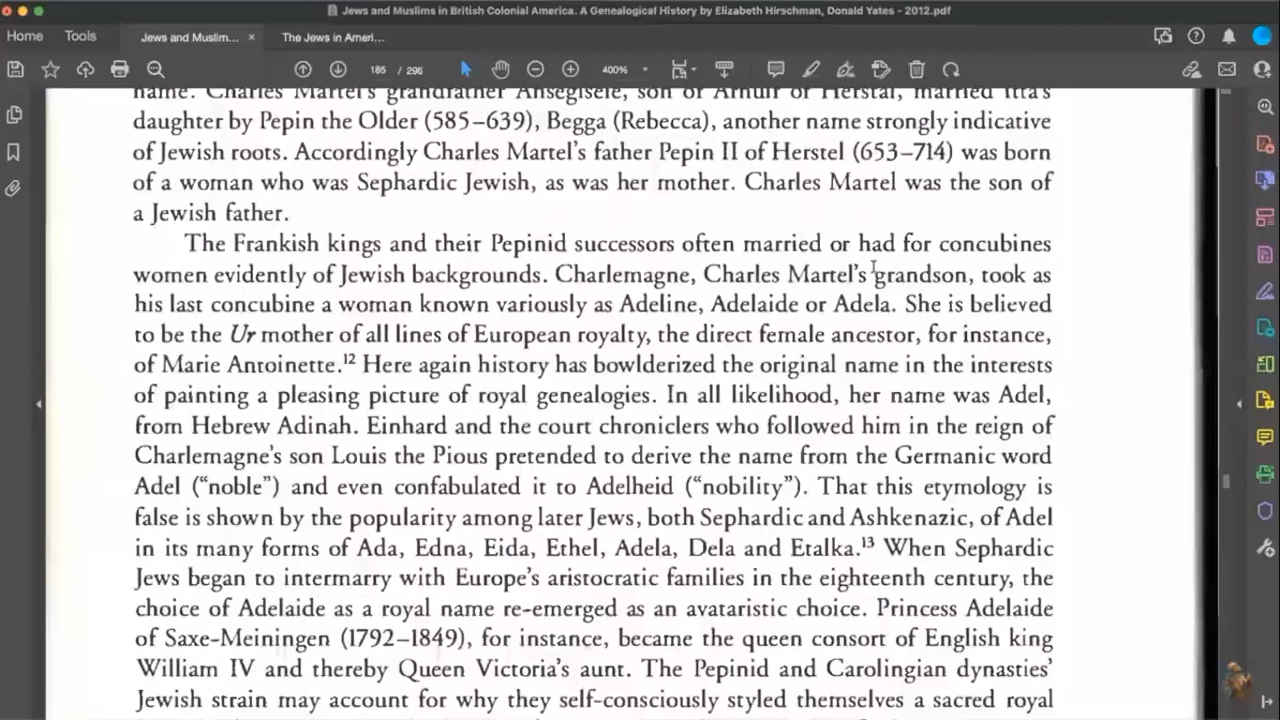 Jews and Muslims in British Colonial America. A Genealogical History by Elizabeth Hirschman, Donald Yates - 2012.pdf
Home Tools Jews and Muslim... × The Jews in Ameri...
185 / 296 400%
name. Charles Martel's grandfather Ansegisele, son of Arnulf of Herstal, married Itta's
daughter by Pepin the Older (585–639), Begga (Rebecca), another name strongly indicative
of Jewish roots. Accordingly Charles Martel's father Pepin II of Herstel (653–714) was born
of a woman who was Sephardic Jewish, as was her mother. Charles Martel was the son of
a Jewish father.
The Frankish kings and their Pepinid successors often married or had for concubines
women evidently of Jewish backgrounds. Charlemagne, Charles Martel's grandson, took as
his last concubine a woman known variously as Adeline, Adelaide or Adela. She is believed
to be the Ur mother of all lines of European royalty, the direct female ancestor, for instance,
of Marie Antoinette.¹² Here again history has bowlderized the original name in the interests
of painting a pleasing picture of royal genealogies. In all likelihood, her name was Adel,
from Hebrew Adinah. Einhard and the court chroniclers who followed him in the reign of
Charlemagne's son Louis the Pious pretended to derive the name from the Germanic word
Adel ("noble") and even confabulated it to Adelheid ("nobility"). That this etymology is
false is shown by the popularity among later Jews, both Sephardic and Ashkenazic, of Adel
in its many forms of Ada, Edna, Eida, Ethel, Adela, Dela and Etalka.¹³ When Sephardic
Jews began to intermarry with Europe's aristocratic families in the eighteenth century, the
choice of Adelaide as a royal name re-emerged as an avataristic choice. Princess Adelaide
of Saxe-Meiningen (1792–1849), for instance, became the queen consort of English king
William IV and thereby Queen Victoria's aunt. The Pepinid and Carolingian dynasties'
Jewish strain may account for why they self-consciously styled themselves a sacred royal